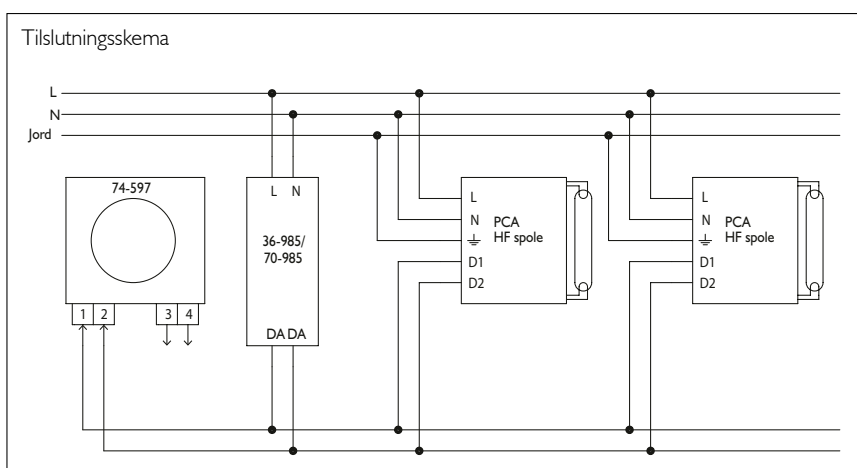 Tilslutningsskema
L
N
Jord
74-597
1 2 3 4
L N
36-985/
70-985
DA DA
L
N
PCA
HF spole
D1
D2
L
N
PCA
HF spole
D1
D2